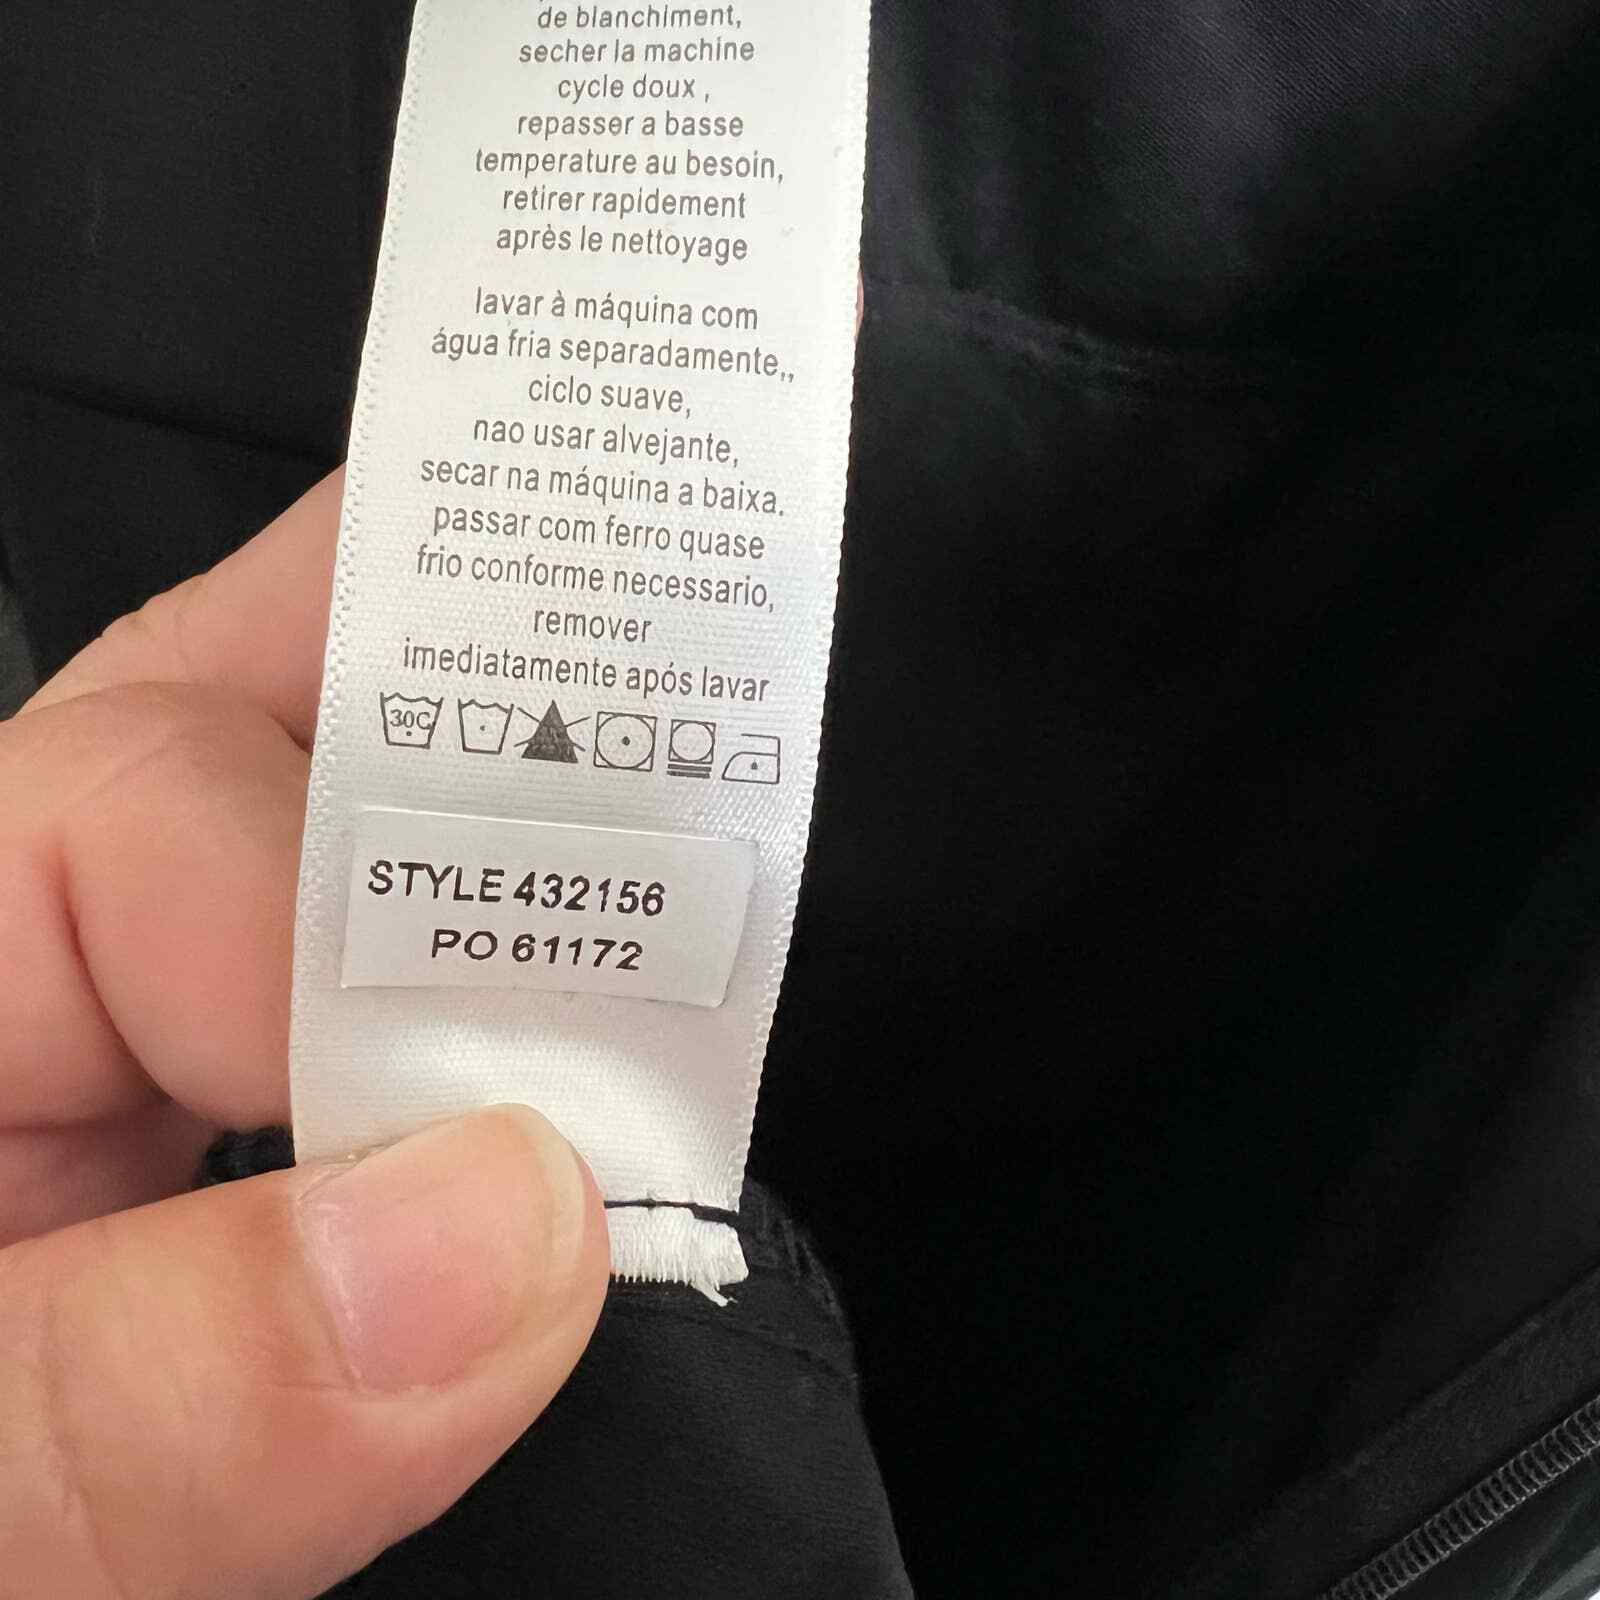 de blanchiment,
secher la machine
cycle doux ,
repasser a basse
temperature au besoin,
retirer rapidement
après le nettoyage
lavar à máquina com
água fria separadamente,,
ciclo suave,
nao usar alvejante,
secar na máquina a baixa.
passar com ferro quase
frio conforme necessario,
remover
imediatamente após lavar
30C
STYLE 432156
PO 61172